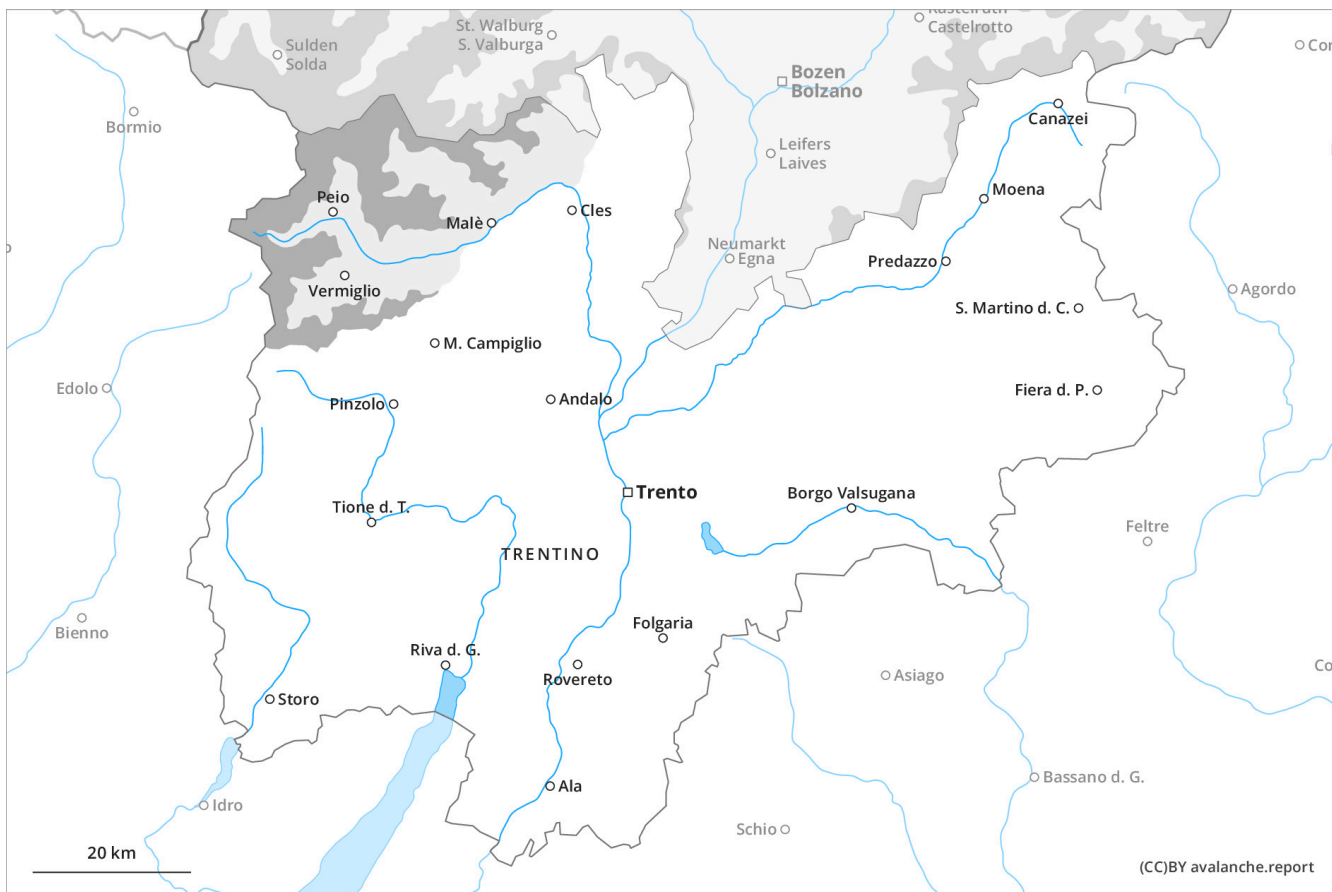 Kastelruth
Castelrotto
St. Walburg
S. Valburga
Sulden
Solda
Bozen
Bolzano
Bormio
Canazei
Leifers
Laives
Moena
Peio
Malè
Cles
Neumarkt
Egna
Predazzo
Vermiglio
Agordo
S. Martino d. C.
M. Campiglio
Edolo
Pinzolo
Andalo
Fiera d. P.
Trento
Borgo Valsugana
Tione d. T.
Feltre
TRENTINO
Bienno
Folgaria
Riva d. G.
Rovereto
Asiago
Storo
Ala
Bassano d. G.
Idro
Schio
20 km
(CC)BY avalanche.report